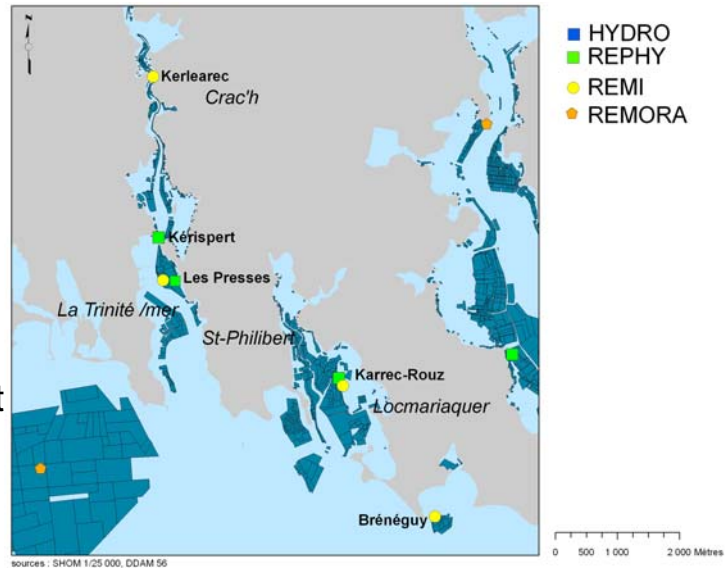 HYDRO
REPHY
REMI
REMORA
Kerlearec
Crac'h
Kérispert
Les Presses
La Trinité /mer
St-Philibert
Karrec-Rouz
Locmariaquer
Brénéguy
0 500 1 000 2 000 Mètres
sources : SHOM 1/25 000, DDAM 56